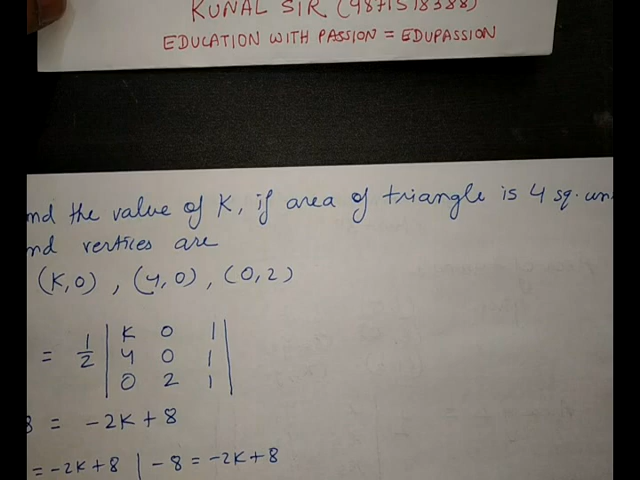 KUNAL SIR (9871518388)
EDUCATION WITH PASSION = EDUPASSION
nd the value of K, if area of triangle is 4 sq. un
nd vertices are
(K,0) , (4,0) , (0,2)
= 1/2 | K 0 1 |
4 0 1
0 2 1
8 = -2K + 8
= -2K + 8 | -8 = -2K + 8